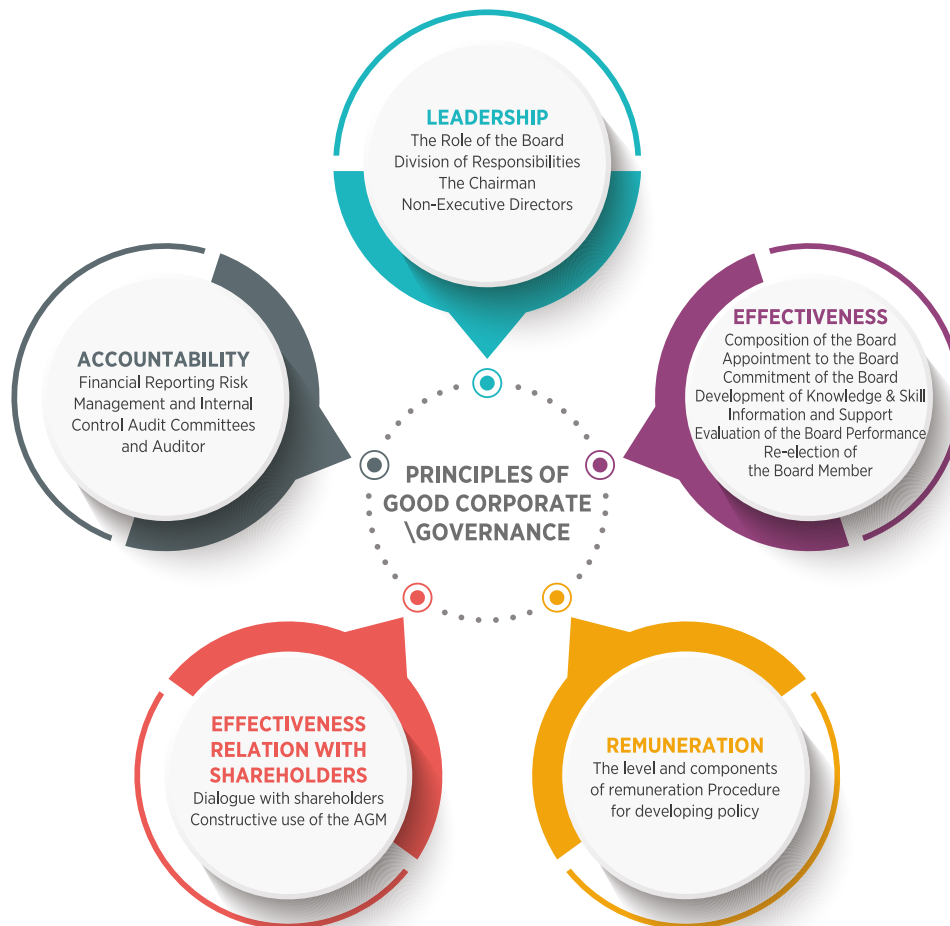 LEADERSHIP
The Role of the Board
Division of Responsibilities
The Chairman
Non-Executive Directors
EFFECTIVENESS
Composition of the Board
Appointment to the Board
Commitment of the Board
Development of Knowledge & Skill
Information and Support
Evaluation of the Board Performance
Re-election of
the Board Member
ACCOUNTABILITY
Financial Reporting Risk
Management and Internal
Control Audit Committees
and Auditor
PRINCIPLES OF
GOOD CORPORATE
\GOVERNANCE
EFFECTIVENESS
RELATION WITH
SHAREHOLDERS
Dialogue with shareholders
Constructive use of the AGM
REMUNERATION
The level and components
of remuneration Procedure
for developing policy